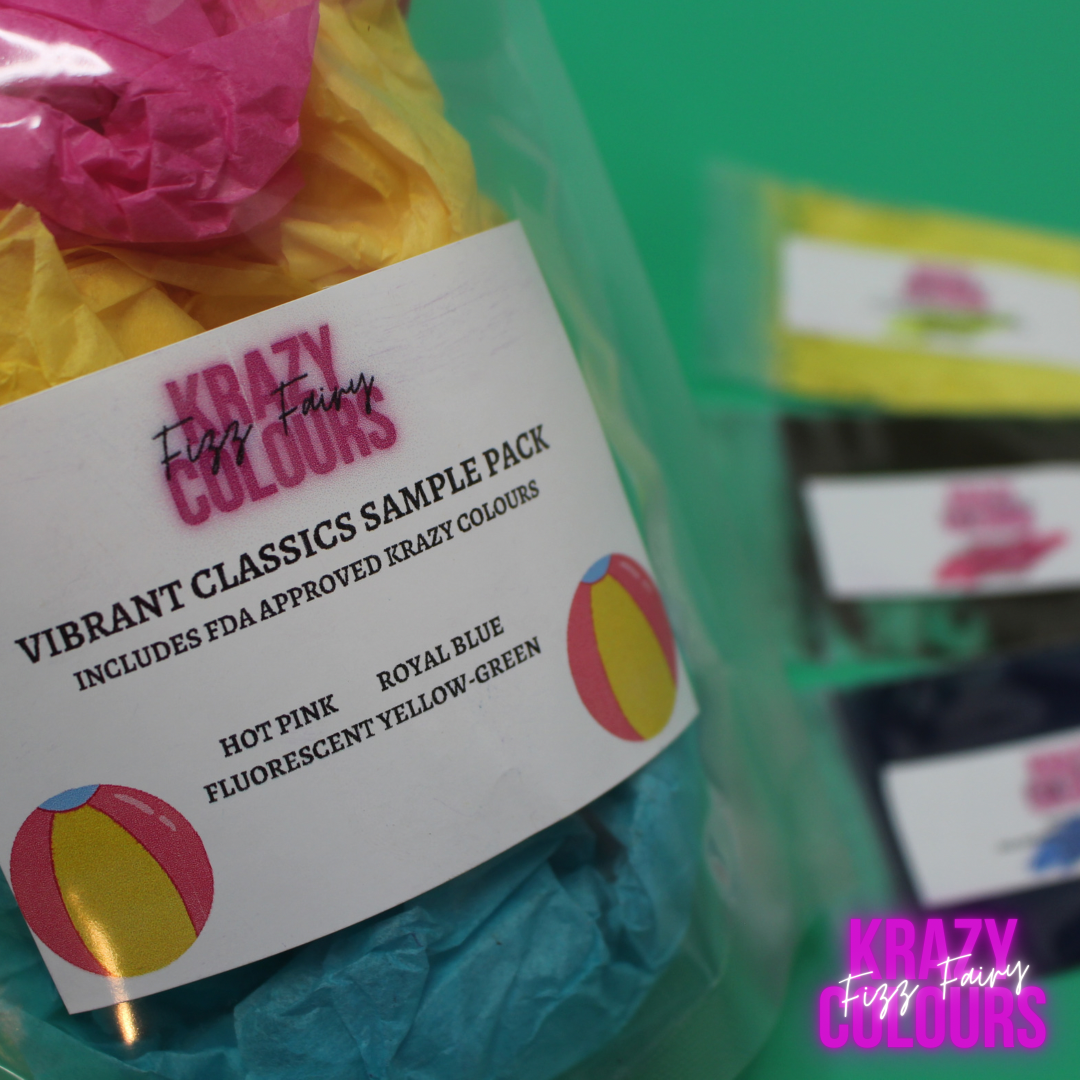 KRAZY
Fizz Fairy
COLOURS
VIBRANT CLASSICS SAMPLE PACK
INCLUDES FDA APPROVED KRAZY COLOURS
HOT PINK ROYAL BLUE
FLUORESCENT YELLOW-GREEN
KRAZY
Fizz Fairy
COLOURS